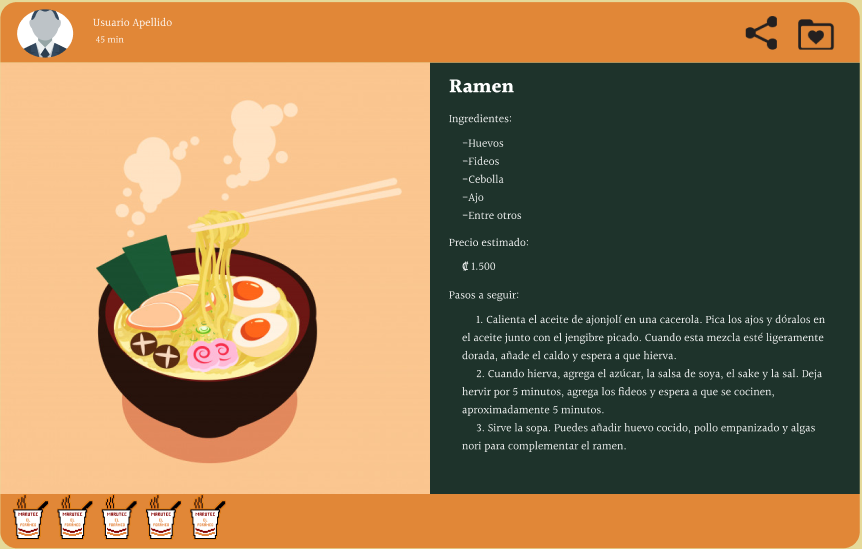 Usuario Apellido
45 min
Ramen
Ingredientes:
-Huevos
-Fideos
-Cebolla
-Ajo
-Entre otros
Precio estimado:
₡ 1.500
Pasos a seguir:
1. Calienta el aceite de ajonjolí en una cacerola. Pica los ajos y dóralos en
el aceite junto con el jengibre picado. Cuando esta mezcla esté ligeramente
dorada, añade el caldo y espera a que hierva.
2. Cuando hierva, agrega el azúcar, la salsa de soya, el sake y la sal. Deja
hervir por 5 minutos, agrega los fideos y espera a que se cocinen,
aproximadamente 5 minutos.
3. Sirve la sopa. Puedes añadir huevo cocido, pollo empanizado y algas
nori para complementar el ramen.